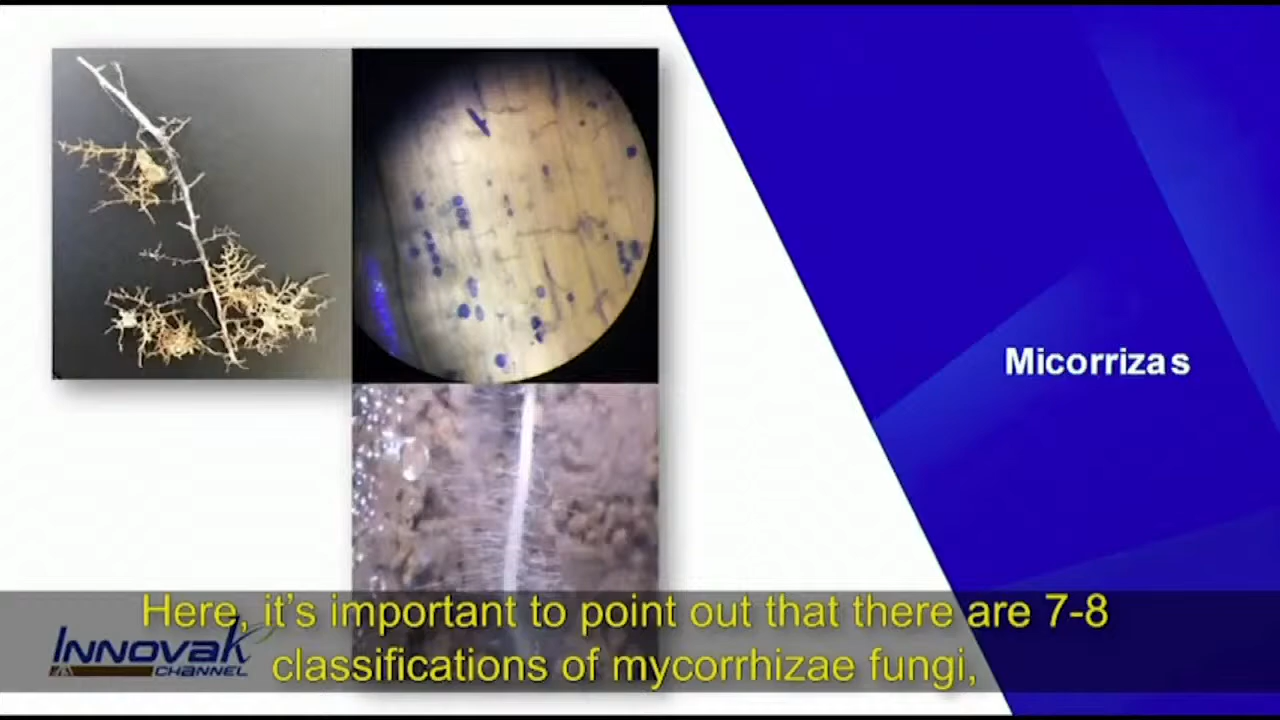 Micorrizas
Here, it's important to point out that there are 7-8
classifications of mycorrhizae fungi,
INNOVAK
CHANNEL